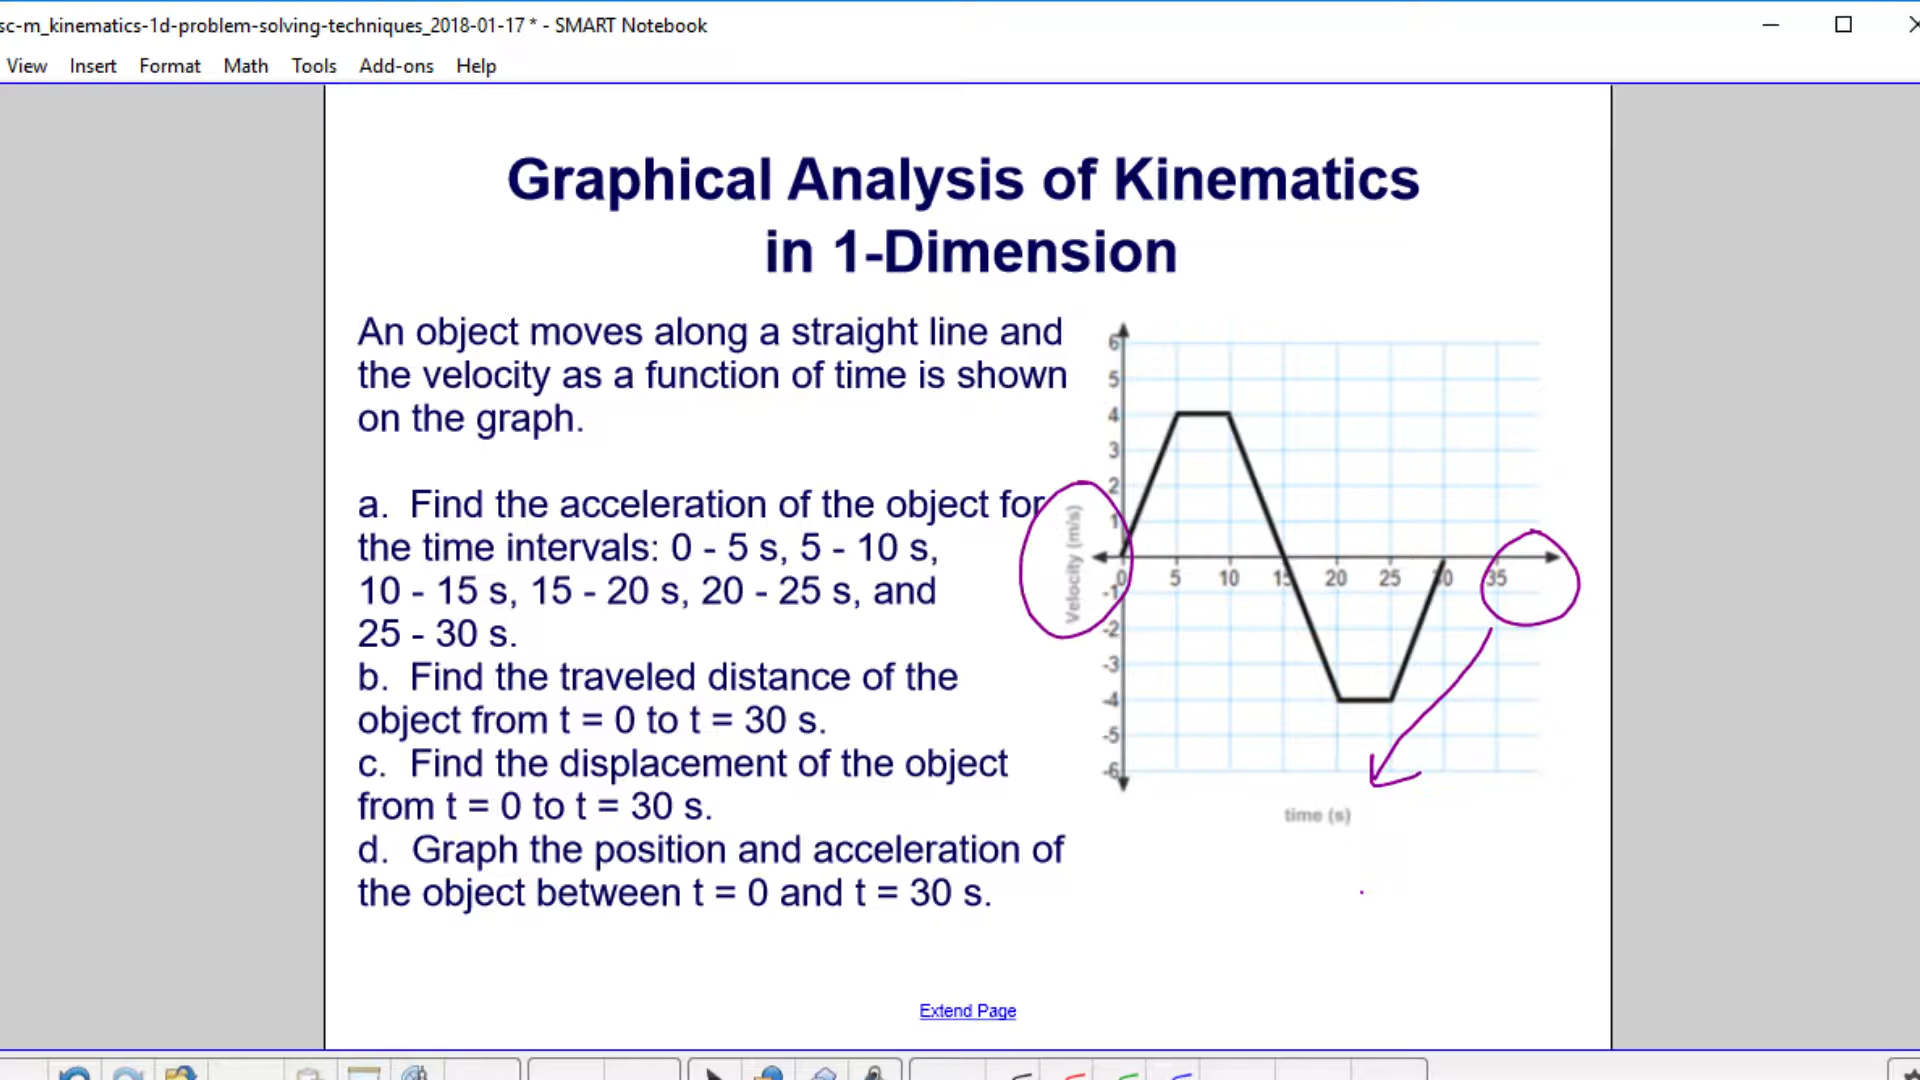 sc-m_kinematics-1d-problem-solving-techniques_2018-01-17 * - SMART Notebook
View Insert Format Math Tools Add-ons Help
Graphical Analysis of Kinematics
in 1-Dimension
An object moves along a straight line and
the velocity as a function of time is shown
on the graph.
a. Find the acceleration of the object for
the time intervals: 0 - 5 s, 5 - 10 s,
10 - 15 s, 15 - 20 s, 20 - 25 s, and
25 - 30 s.
b. Find the traveled distance of the
object from t = 0 to t = 30 s.
c. Find the displacement of the object
from t = 0 to t = 30 s.
d. Graph the position and acceleration of
the object between t = 0 and t = 30 s.
Velocity (m/s)
6
5
4
3
2
1
0 5 10 15 20 25 30 35
-1
-2
-3
-4
-5
-6
time (s)
Extend Page